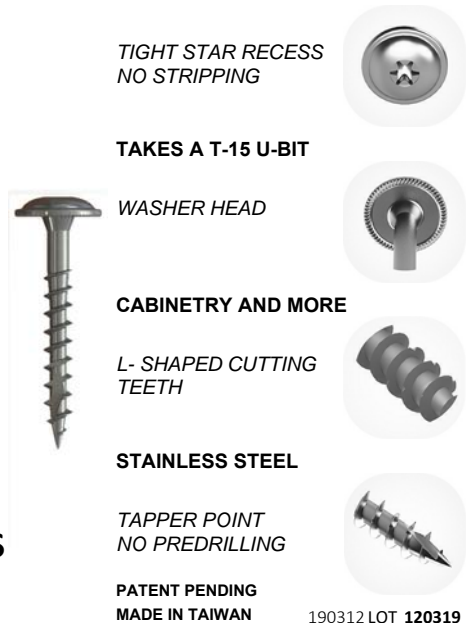 TIGHT STAR RECESS
NO STRIPPING
TAKES A T-15 U-BIT
WASHER HEAD
CABINETRY AND MORE
L- SHAPED CUTTING
TEETH
STAINLESS STEEL
TAPPER POINT
NO PREDRILLING
PATENT PENDING
MADE IN TAIWAN
190312 LOT 120319